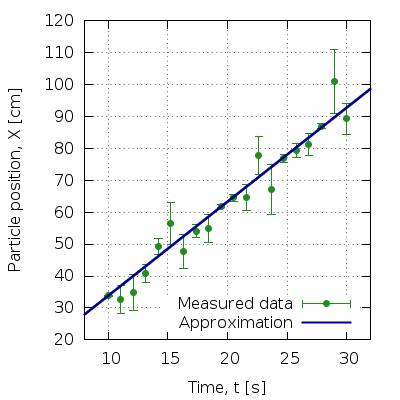 120
110
100
90
80
70
60
50
40
30
20
Particle position, X [cm]
Measured data
Approximation
10 15 20 25 30
Time, t [s]